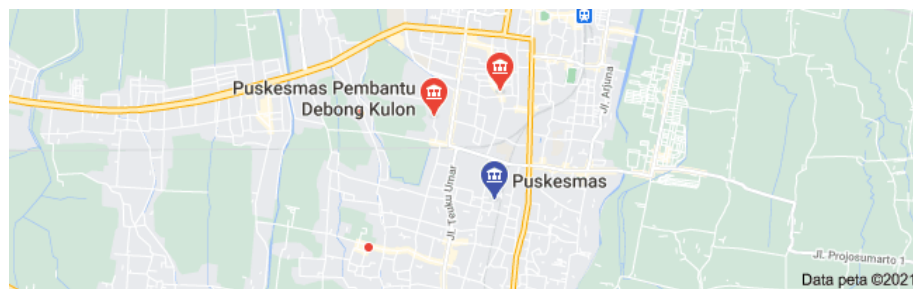 Puskesmas Pembantu
Debong Kulon
Jl. Arjuna
Jl. Teuku Umar
Puskesmas
Jl. Projosumarto 1
Data peta ©2021